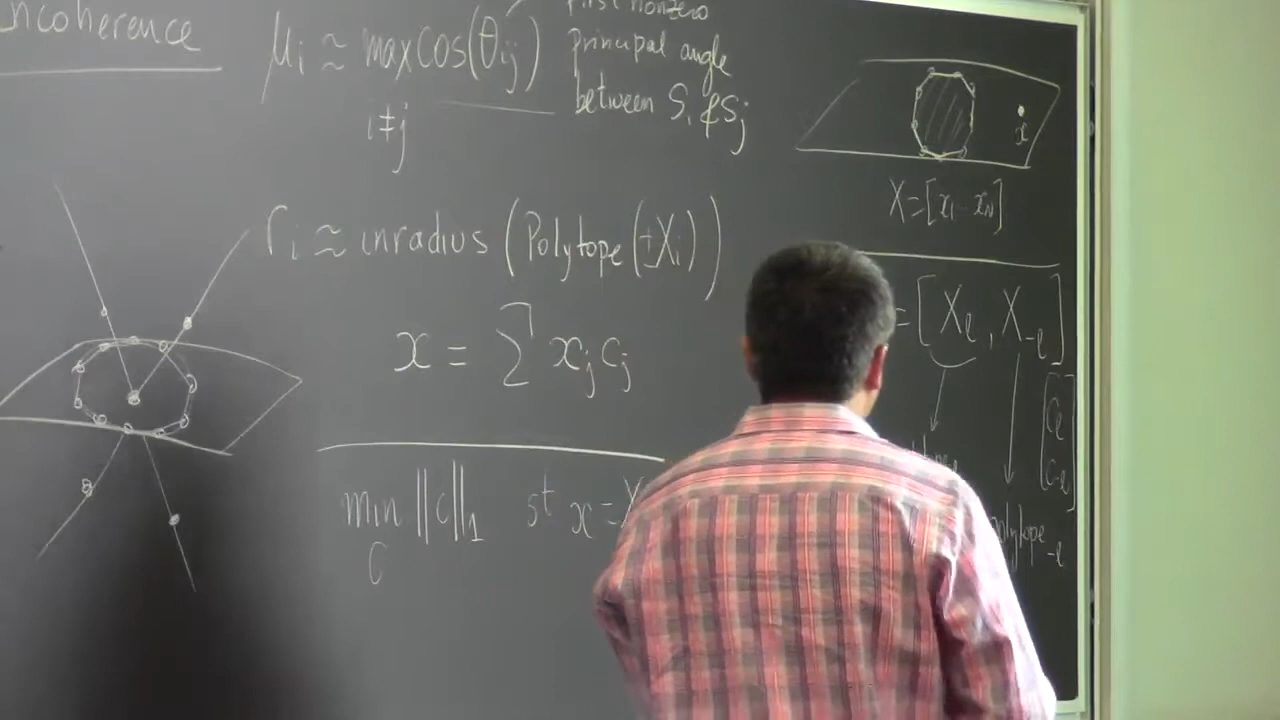 ncoherence
μi ≈ max cos(θij)
i≠j
first nonzero
principal angle
between Si & Sj
x
X=[x1 ... xN]
ri ≈ inradius (Polytope (±Xi))
= [Xℓ, X-ℓ]
x = Σ xj cj
min ||c||1 st x = X
c
[cℓ
c-ℓ]
polytope-ℓ